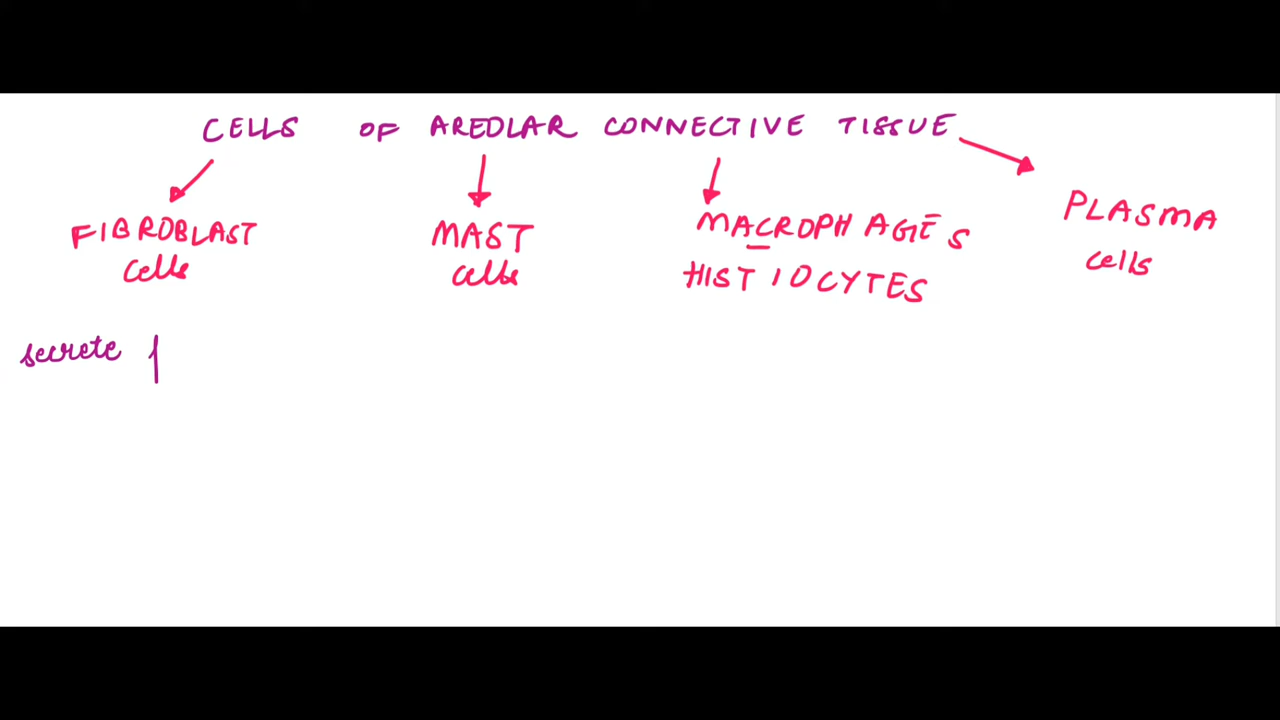 CELLS OF AREOLAR CONNECTIVE TISSUE
FIBROBLAST
cells
MAST
cells
MACROPHAGES
HISTIOCYTES
PLASMA
cells
secrete f